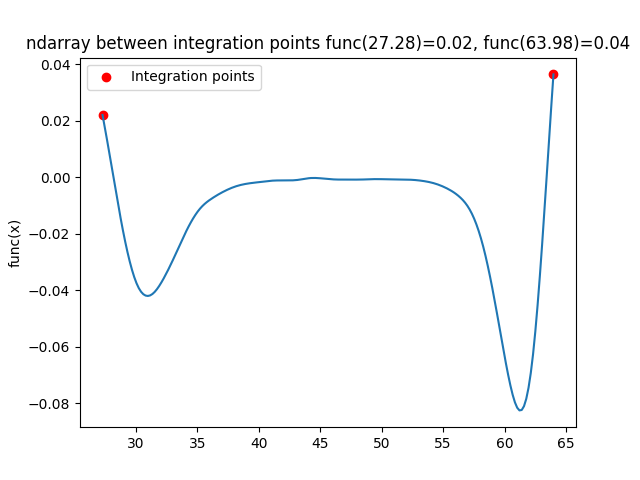 ndarray between integration points func(27.28)=0.02, func(63.98)=0.04
Integration points
func(x)
0.04
0.02
0.00
−0.02
−0.04
−0.06
−0.08
30 35 40 45 50 55 60 65